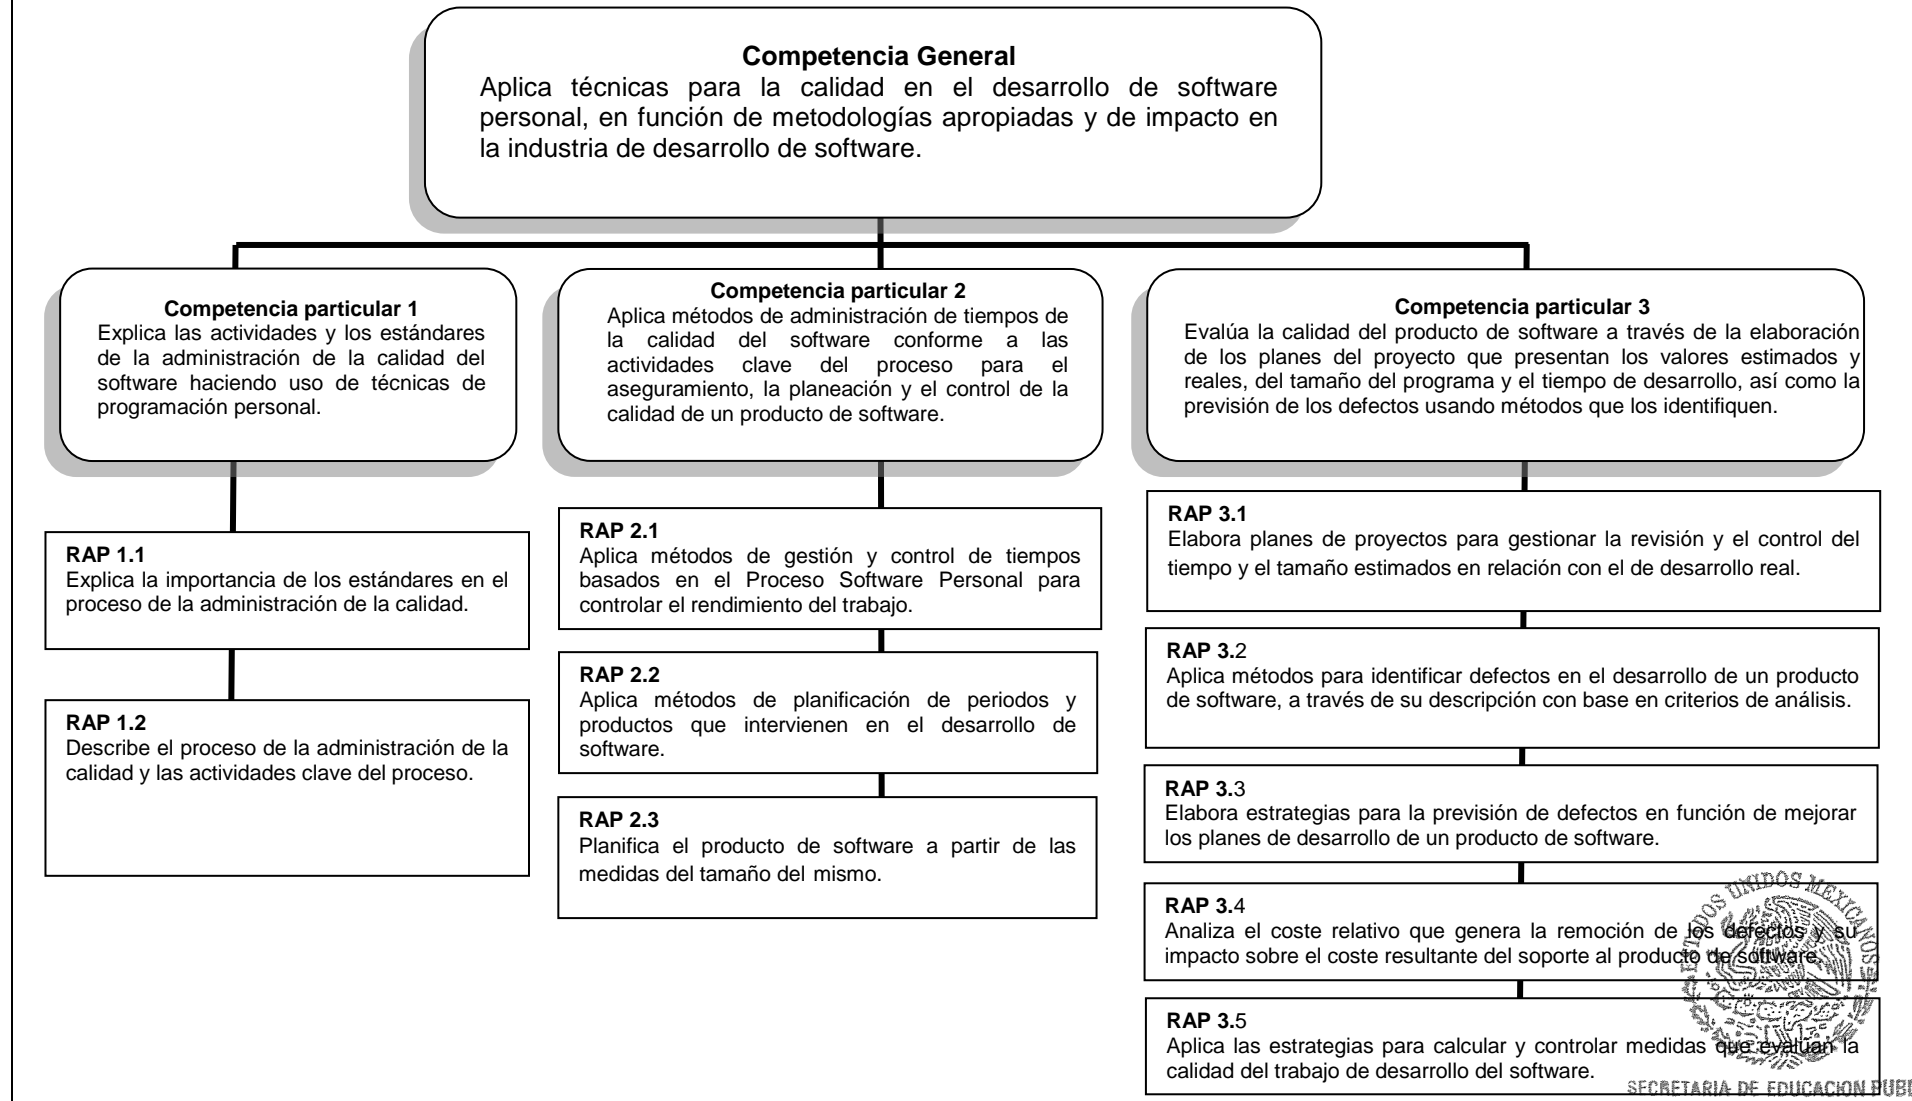 Competencia General
Aplica técnicas para la calidad en el desarrollo de software
personal, en función de metodologías apropiadas y de impacto en
la industria de desarrollo de software.
Competencia particular 1
Explica las actividades y los estándares
de la administración de la calidad del
software haciendo uso de técnicas de
programación personal.
RAP 1.1
Explica la importancia de los estándares en el
proceso de la administración de la calidad.
RAP 1.2
Describe el proceso de la administración de la
calidad y las actividades clave del proceso.
Competencia particular 2
Aplica métodos de administración de tiempos de
la calidad del software conforme a las
actividades clave del proceso para el
aseguramiento, la planeación y el control de la
calidad de un producto de software.
RAP 2.1
Aplica métodos de gestión y control de tiempos
basados en el Proceso Software Personal para
controlar el rendimiento del trabajo.
RAP 2.2
Aplica métodos de planificación de periodos y
productos que intervienen en el desarrollo de
software.
RAP 2.3
Planifica el producto de software a partir de las
medidas del tamaño del mismo.
Competencia particular 3
Evalúa la calidad del producto de software a través de la elaboración
de los planes del proyecto que presentan los valores estimados y
reales, del tamaño del programa y el tiempo de desarrollo, así como la
previsión de los defectos usando métodos que los identifiquen.
RAP 3.1
Elabora planes de proyectos para gestionar la revisión y el control del
tiempo y el tamaño estimados en relación con el de desarrollo real.
RAP 3.2
Aplica métodos para identificar defectos en el desarrollo de un producto
de software, a través de su descripción con base en criterios de análisis.
RAP 3.3
Elabora estrategias para la previsión de defectos en función de mejorar
los planes de desarrollo de un producto de software.
RAP 3.4
Analiza el coste relativo que genera la remoción de los defectos y su
impacto sobre el coste resultante del soporte al producto de software.
RAP 3.5
Aplica las estrategias para calcular y controlar medidas que evalúan la
calidad del trabajo de desarrollo del software.
ESTADOS UNIDOS MEXICANOS
SECRETARIA DE EDUCACION PUBL